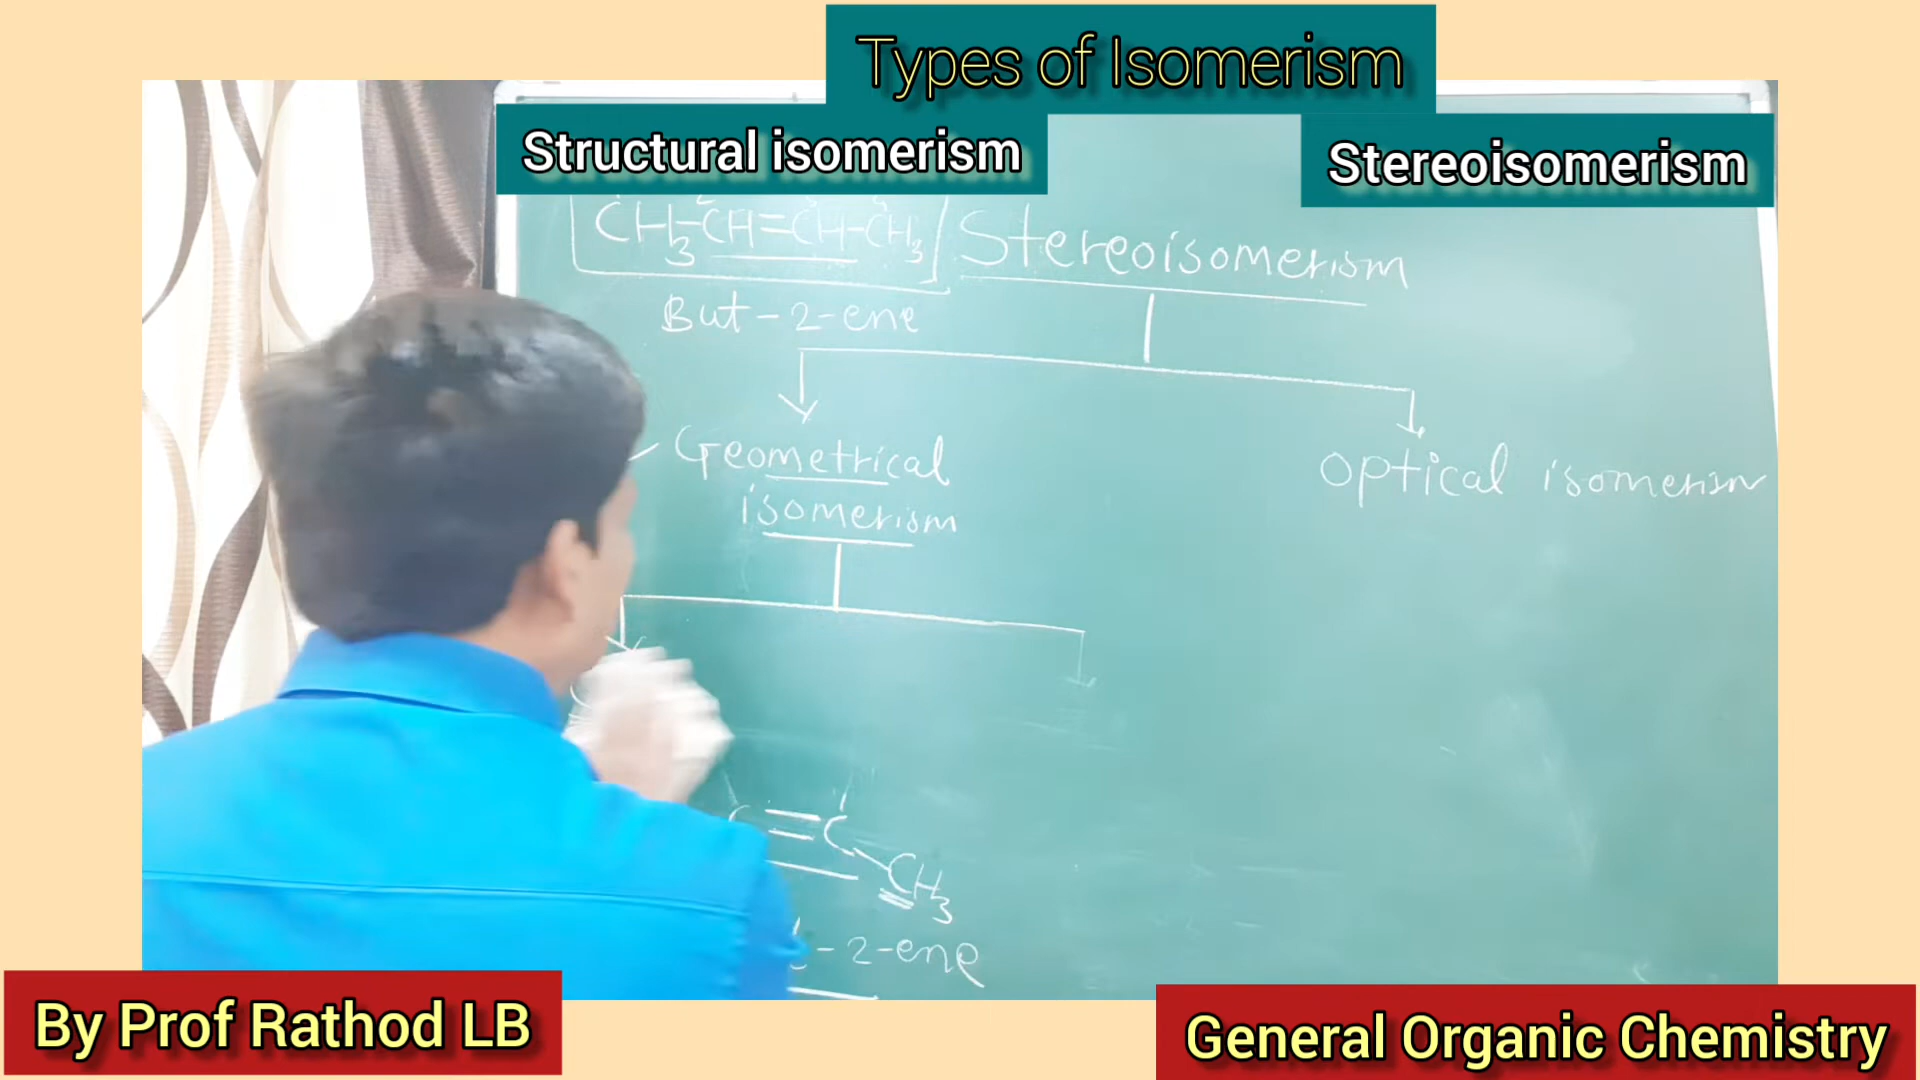 Types of Isomerism
Structural isomerism
Stereoisomerism
CH3-CH=CH-CH3
Stereoisomerism
But-2-ene
Geometrical
isomerism
Optical isomerism
C=C
CH3
-2-ene
By Prof Rathod LB
General Organic Chemistry